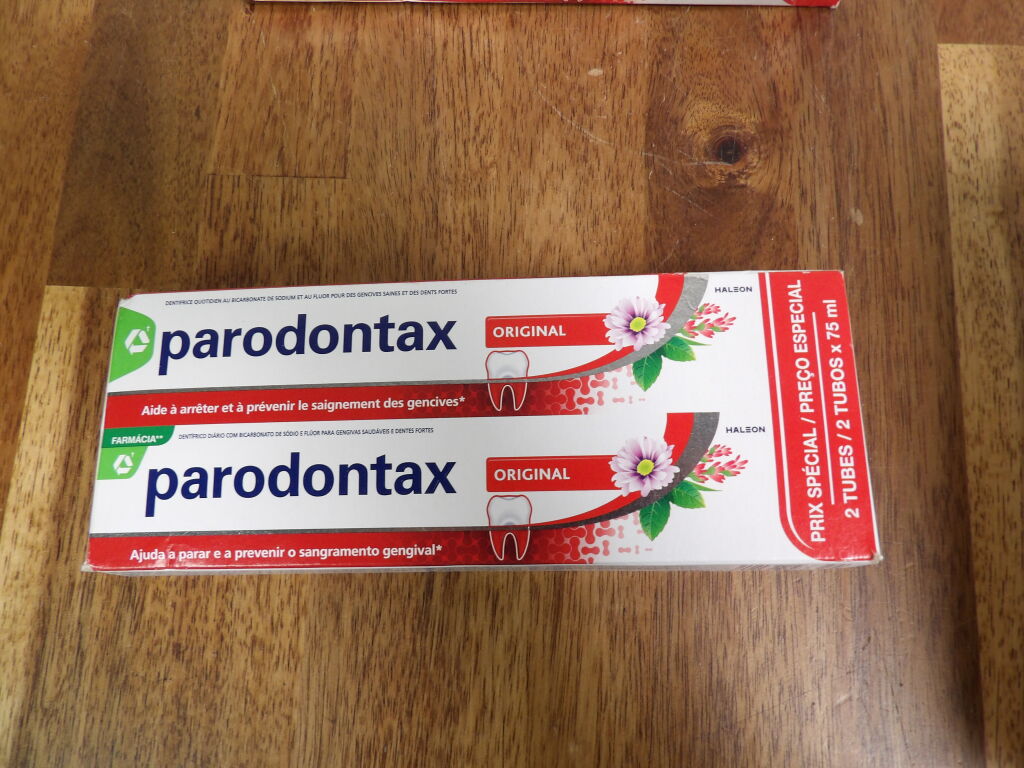 DENTIFRICE QUOTIDIEN AU BICARBONATE DE SODIUM ET AU FLUOR POUR DES GENCIVES SAINES ET DES DENTS FORTES
HALEON
parodontax
ORIGINAL
Aide à arrêter et à prévenir le saignement des gencives*
FARMÁCIA**
DENTÍFRICO DIÁRIO COM BICARBONATO DE SÓDIO E FLÚOR PARA GENGIVAS SAUDÁVEIS E DENTES FORTES
HALEON
parodontax
ORIGINAL
Ajuda a parar e a prevenir o sangramento gengival*
PRIX SPÉCIAL / PREÇO ESPECIAL
2 TUBES / 2 TUBOS x 75 ml